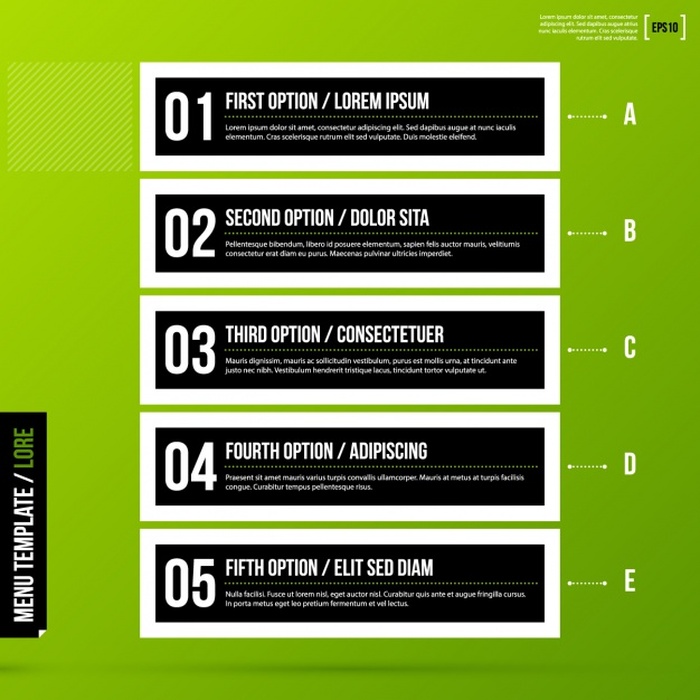 Lorem ipsum dolor sit amet, consectetur
adipiscing elit. Sed dapibus augue at nunc
iaculis elementum. Cras scelerisque
rutrum elit sed vulputate.
[EPS10]
01
FIRST OPTION / LOREM IPSUM
Lorem ipsum dolor sit amet, consectetur adipiscing elit. Sed dapibus augue at nunc iaculis
elementum. Cras scelerisque rutrum elit sed vulputate. Duis molestie eleifend.
A
02
SECOND OPTION / DOLOR SITA
Pellentesque bibendum, libero id posuere elementum, sapien felis auctor mauris, velitiumis
consectetur erat diam eu purus. Maecenas pulvinar ultricies imperdiet.
B
03
THIRD OPTION / CONSECTETUER
Mauris dignissim, mauris ac sollicitudin vestibulum, purus est mollis urna, at tincidunt ante
justo nec nibh. Vestibulum hendrerit tristique lacus, tincidunt tortor vulputate ut.
C
04
FOURTH OPTION / ADIPISCING
Praesent sit amet mauris varius turpis convallis ullamcorper. Mauris at metus at turpis facilisis
congue. Curabitur tempus pellentesque risus.
D
05
FIFTH OPTION / ELIT SED DIAM
Nulla facilisi. Fusce ut lorem nisl, eget auctor nisl. Curabitur quis ante et augue fringilla cursus.
In porta metus eget leo pretium fermentum et vel lectus.
E
MENU TEMPLATE / LORE